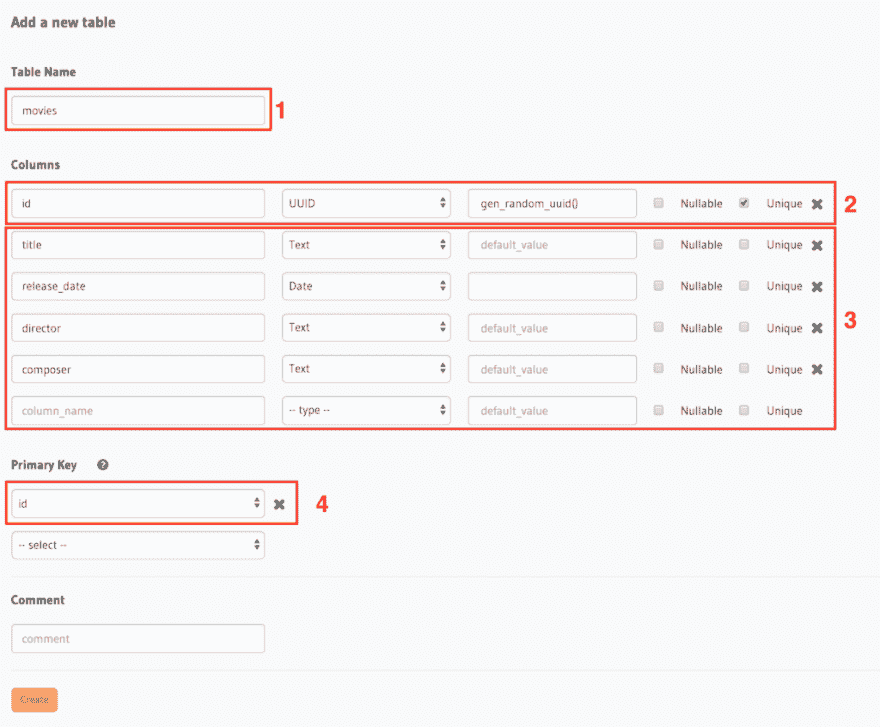 Add a new table
Table Name
movies 1
Columns
id UUID gen_random_uuid() Nullable Unique 2
title Text default_value Nullable Unique
release_date Date Nullable Unique
director Text default_value Nullable Unique 3
composer Text default_value Nullable Unique
column_name -- type -- default_value Nullable Unique
Primary Key ?
id 4
-- select --
Comment
comment
Create